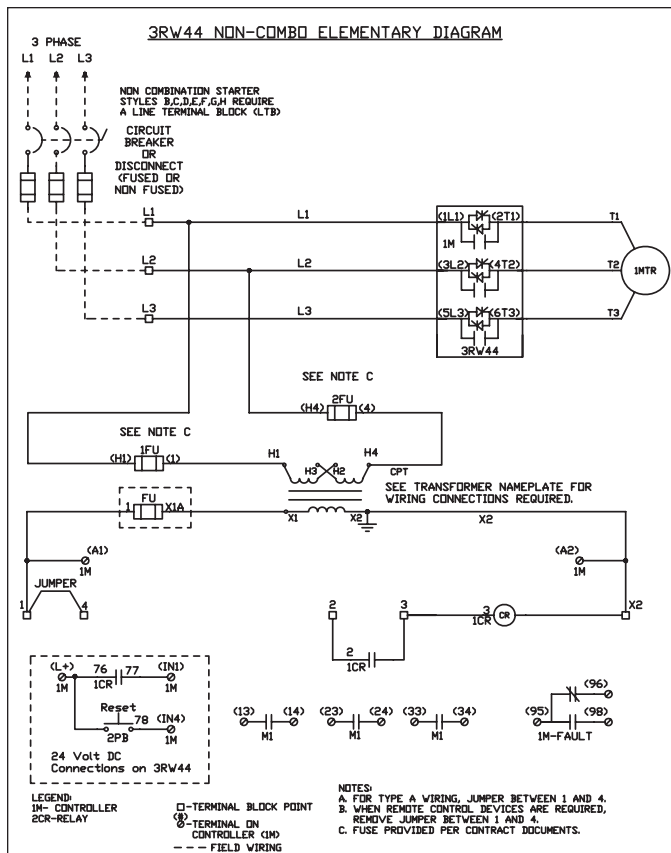 3RW44 NON-COMBO ELEMENTARY DIAGRAM
3 PHASE
L1 L2 L3
NON COMBINATION STARTER
STYLES B,C,D,E,F,G,H REQUIRE
A LINE TERMINAL BLOCK (LTB)
CIRCUIT
BREAKER
OR
DISCONNECT
(FUSED OR
NON FUSED)
L1 L1 (1L1) (2T1) T1
1M
L2 L2 (3L2) (4T2) T2 1MTR
L3 L3 (5L3) (6T3) T3
3RW44
SEE NOTE C
2FU
(H4) (4)
SEE NOTE C
1FU
(H1) (1) H1 H3 H2 H4
CPT
SEE TRANSFORMER NAMEPLATE FOR
WIRING CONNECTIONS REQUIRED.
FU
1 X1A X1 X2 X2
(A1) (A2)
1M 1M
JUMPER
1 4 2 3 3 CR X2
1CR
2
1CR
(L+) 76 77 (IN1)
1M 1CR 1M
Reset
78 (IN4)
2PB 1M
24 Volt DC
Connections on 3RW44
(13) (14) (23) (24) (33) (34)
M1 M1 M1
(96)
(95) (98)
1M-FAULT
LEGEND:
1M- CONTROLLER
2CR-RELAY
-TERMINAL BLOCK POINT
(#)
-TERMINAL ON
CONTROLLER (1M)
FIELD WIRING
NOTES:
A. FOR TYPE A WIRING, JUMPER BETWEEN 1 AND 4.
B. WHEN REMOTE CONTROL DEVICES ARE REQUIRED,
REMOVE JUMPER BETWEEN 1 AND 4.
C. FUSE PROVIDED PER CONTRACT DOCUMENTS.